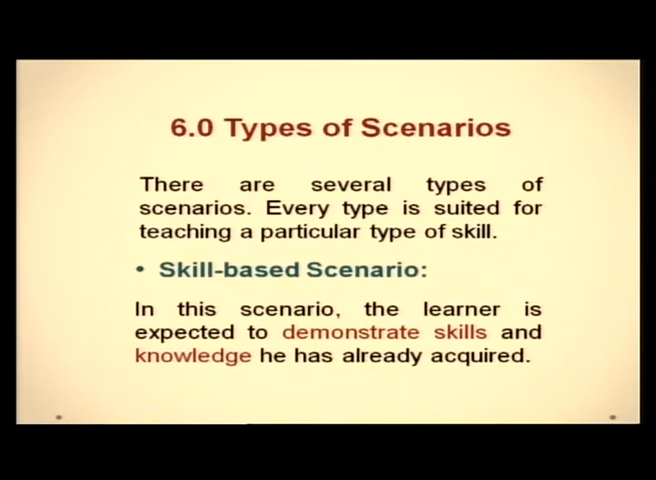 6.0 Types of Scenarios
There are several types of
scenarios. Every type is suited for
teaching a particular type of skill.
• Skill-based Scenario:
In this scenario, the learner is
expected to demonstrate skills and
knowledge he has already acquired.